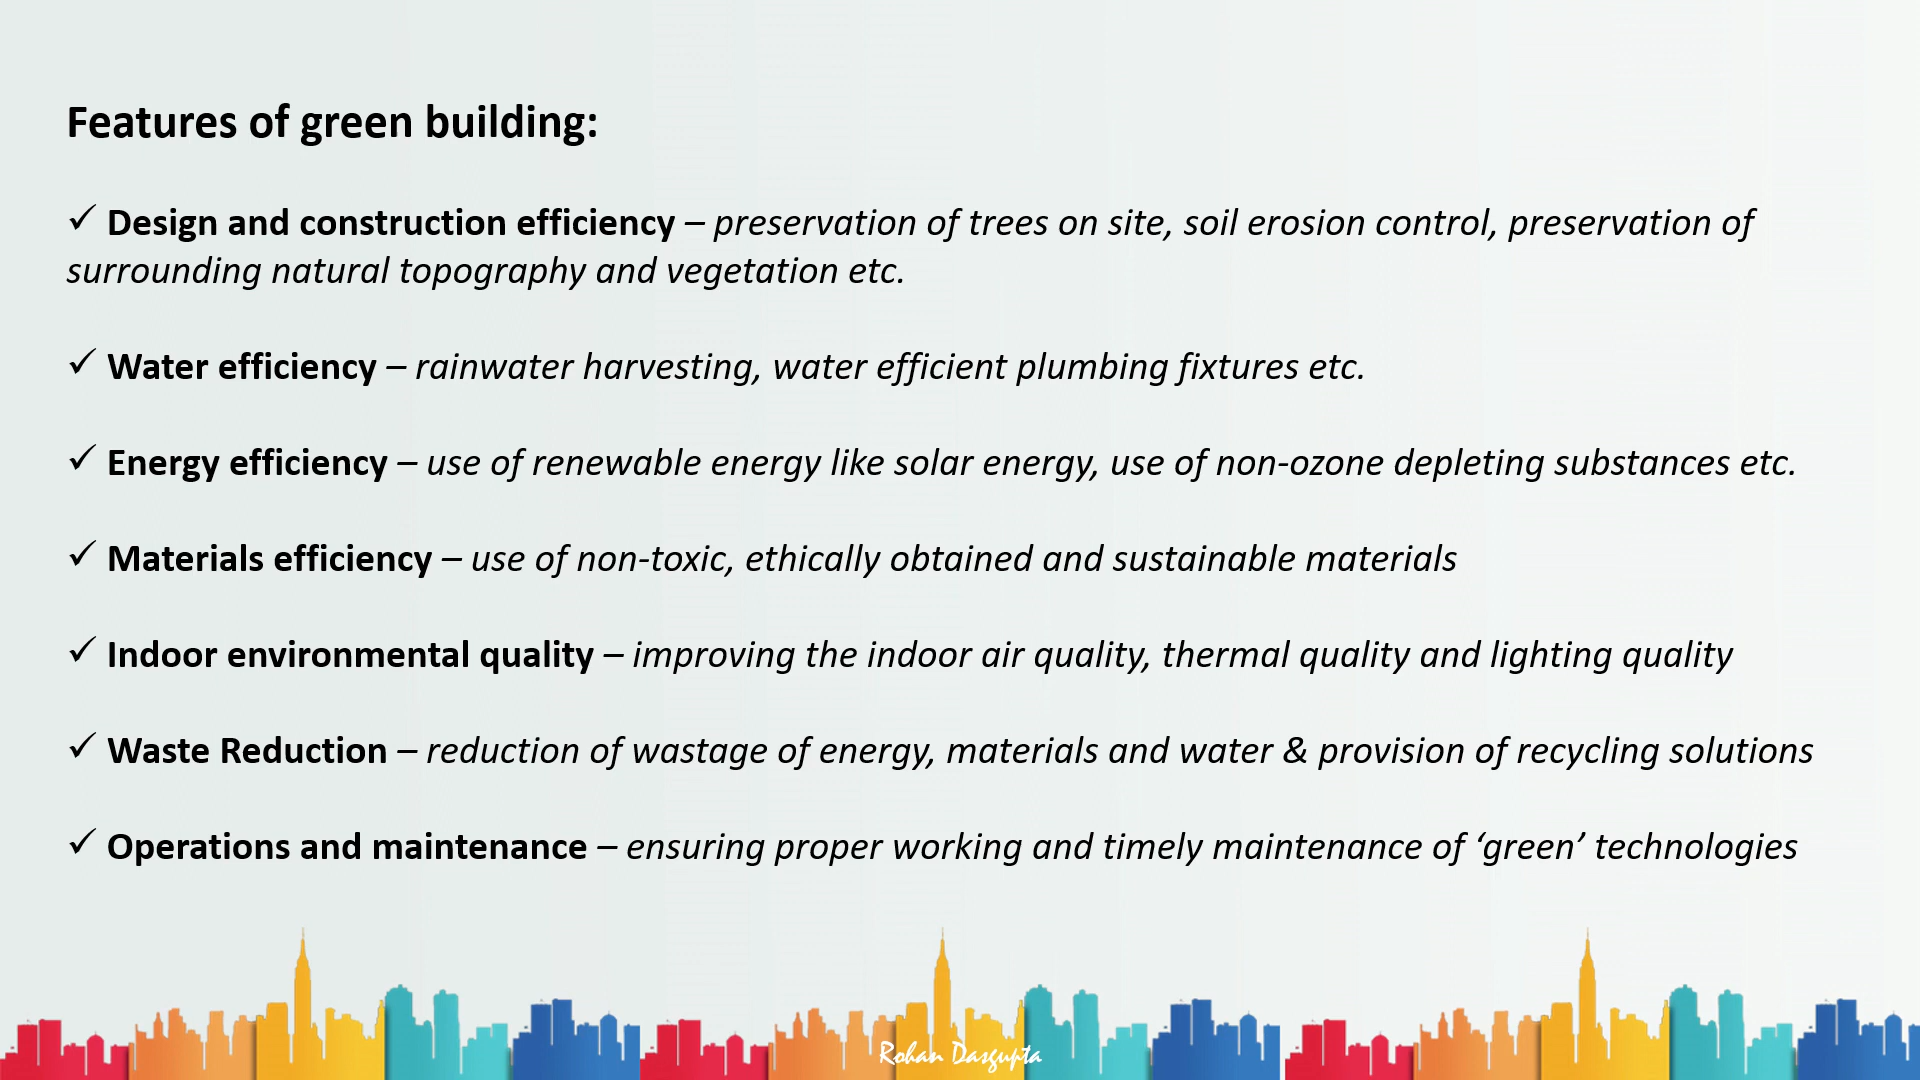 Features of green building:
✓ Design and construction efficiency – preservation of trees on site, soil erosion control, preservation of
surrounding natural topography and vegetation etc.
✓ Water efficiency – rainwater harvesting, water efficient plumbing fixtures etc.
✓ Energy efficiency – use of renewable energy like solar energy, use of non-ozone depleting substances etc.
✓ Materials efficiency – use of non-toxic, ethically obtained and sustainable materials
✓ Indoor environmental quality – improving the indoor air quality, thermal quality and lighting quality
✓ Waste Reduction – reduction of wastage of energy, materials and water & provision of recycling solutions
✓ Operations and maintenance – ensuring proper working and timely maintenance of ‘green’ technologies
Rohan Dasgupta